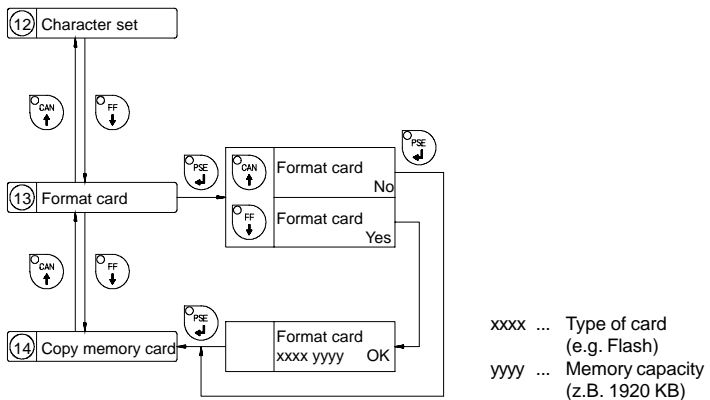 12 Character set
CAN
FF
PSE
13 Format card
PSE
CAN
Format card
No
FF
Format card
Yes
CAN
FF
PSE
14 Copy memory card
Format card
xxxx yyyy OK
xxxx ... Type of card
(e.g. Flash)
yyyy ... Memory capacity
(z.B. 1920 KB)